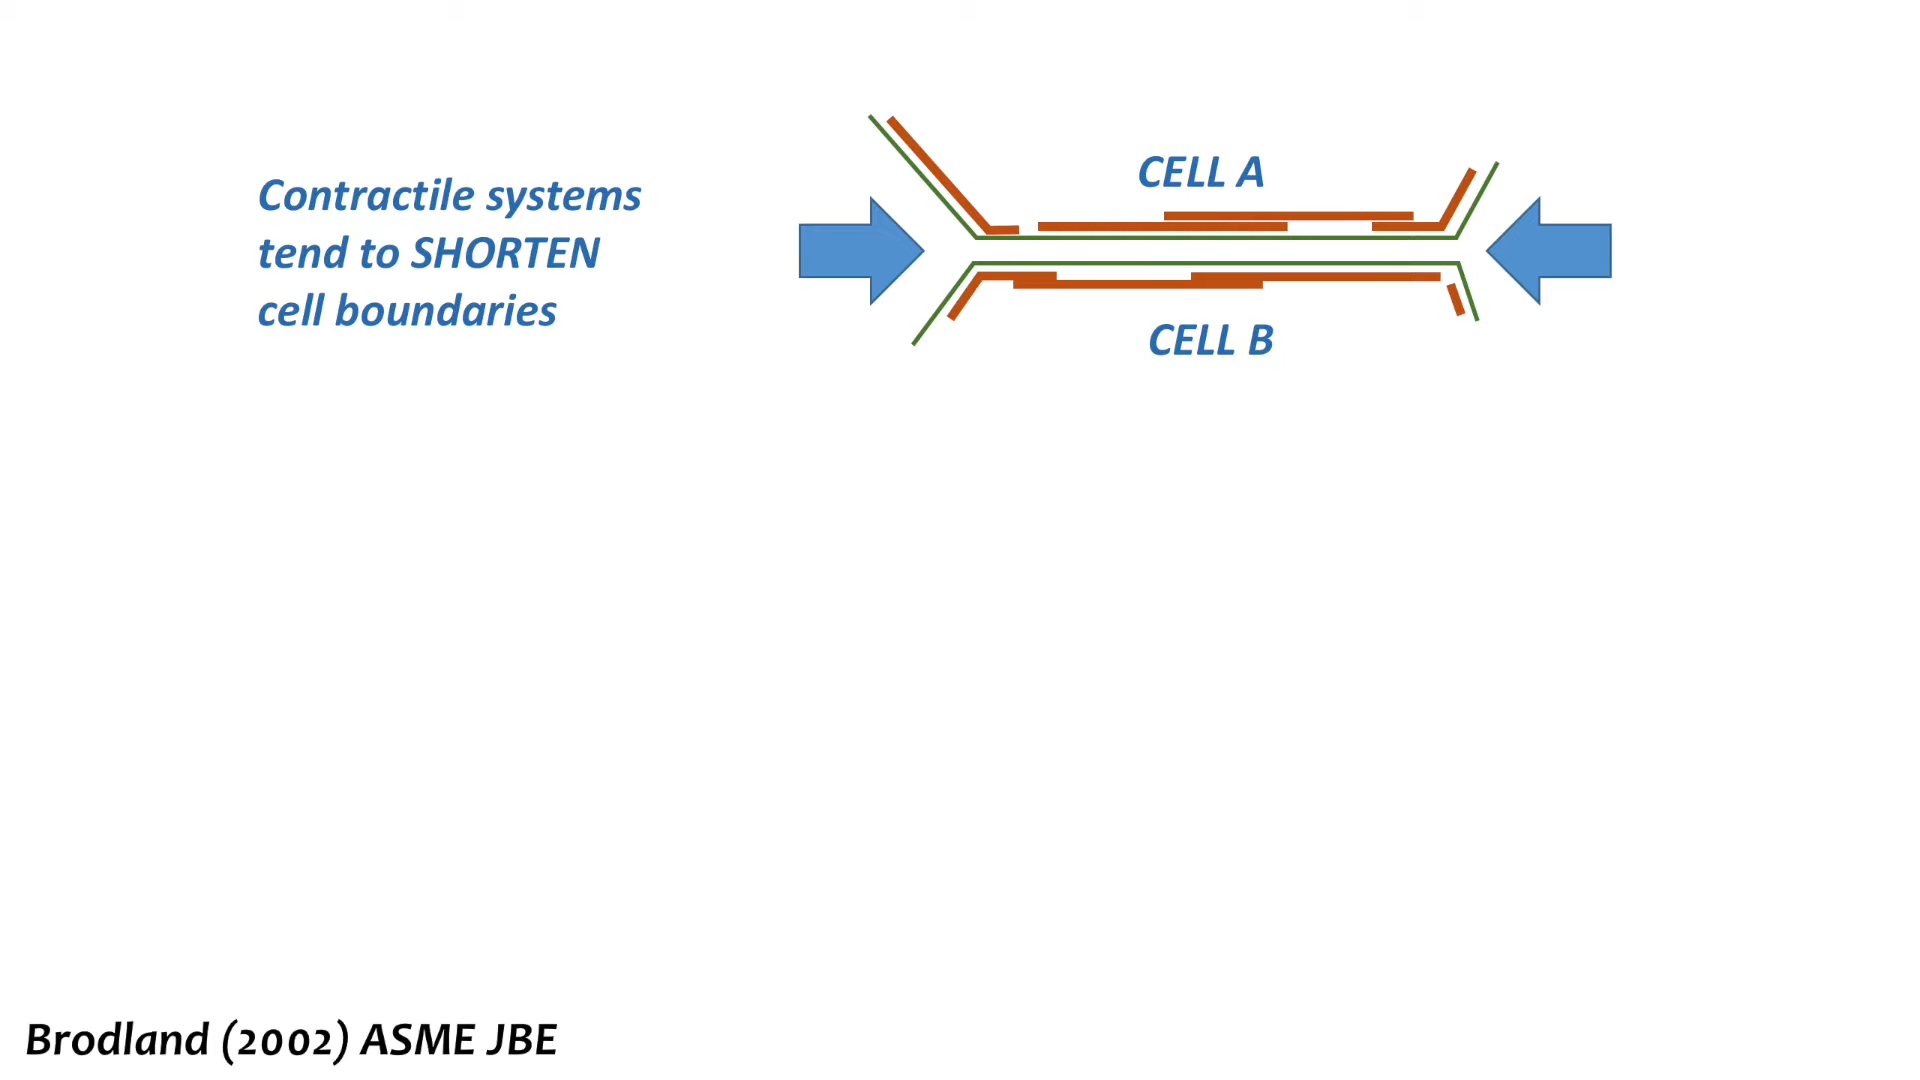 Contractile systems
tend to SHORTEN
cell boundaries
CELL A
CELL B
Brodland (2002) ASME JBE